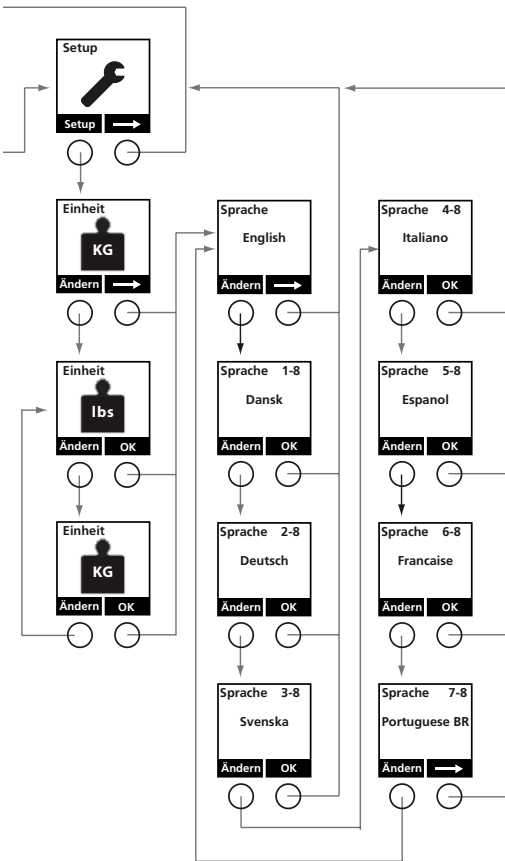 Setup
Setup
Einheit
KG
Ändern
Einheit
lbs
Ändern OK
Einheit
KG
Ändern OK
Sprache
English
Ändern
Sprache 1-8
Dansk
Ändern OK
Sprache 2-8
Deutsch
Ändern OK
Sprache 3-8
Svenska
Ändern OK
Sprache 4-8
Italiano
Ändern OK
Sprache 5-8
Espanol
Ändern OK
Sprache 6-8
Francaise
Ändern OK
Sprache 7-8
Portuguese BR
Ändern